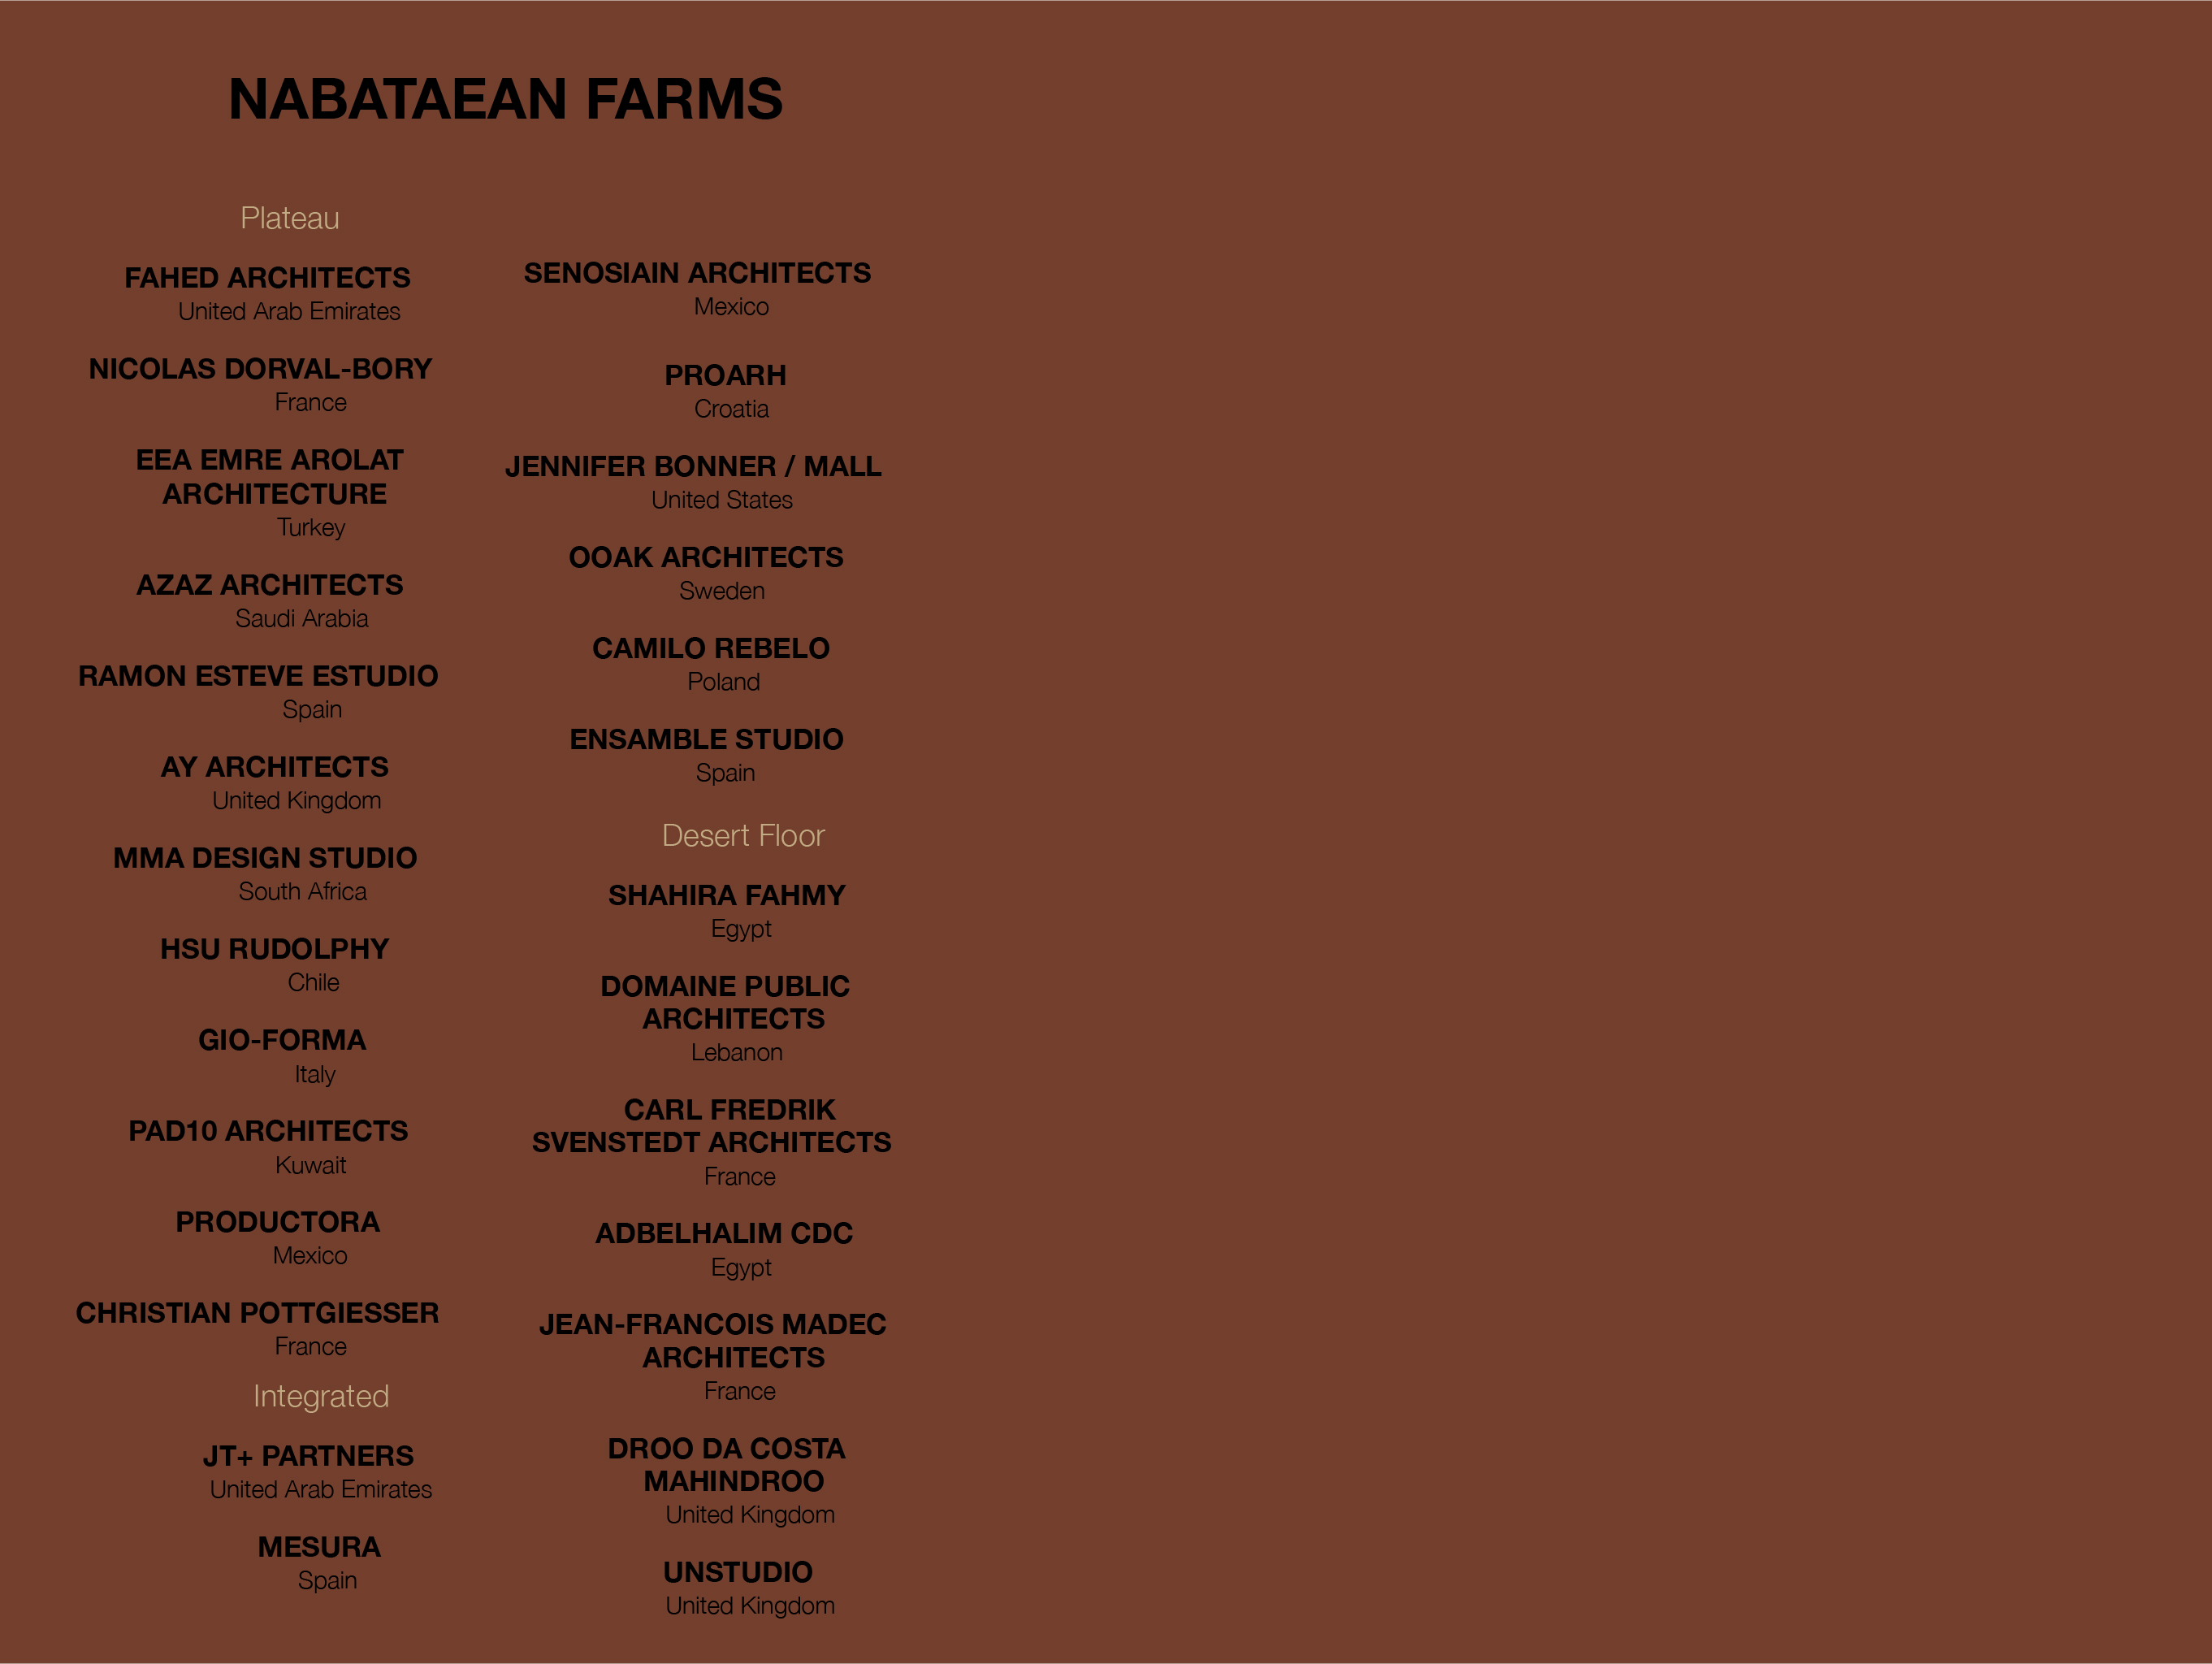 NABATAEAN FARMS
Plateau
FAHED ARCHITECTS
United Arab Emirates
NICOLAS DORVAL-BORY
France
EEA EMRE AROLAT
ARCHITECTURE
Turkey
AZAZ ARCHITECTS
Saudi Arabia
RAMON ESTEVE ESTUDIO
Spain
AY ARCHITECTS
United Kingdom
MMA DESIGN STUDIO
South Africa
HSU RUDOLPHY
Chile
GIO-FORMA
Italy
PAD10 ARCHITECTS
Kuwait
PRODUCTORA
Mexico
CHRISTIAN POTTGIESSER
France
Integrated
JT+ PARTNERS
United Arab Emirates
MESURA
Spain
SENOSIAIN ARCHITECTS
Mexico
PROARH
Croatia
JENNIFER BONNER / MALL
United States
OOAK ARCHITECTS
Sweden
CAMILO REBELO
Poland
ENSAMBLE STUDIO
Spain
Desert Floor
SHAHIRA FAHMY
Egypt
DOMAINE PUBLIC
ARCHITECTS
Lebanon
CARL FREDRIK
SVENSTEDT ARCHITECTS
France
ADBELHALIM CDC
Egypt
JEAN-FRANCOIS MADEC
ARCHITECTS
France
DROO DA COSTA
MAHINDROO
United Kingdom
UNSTUDIO
United Kingdom